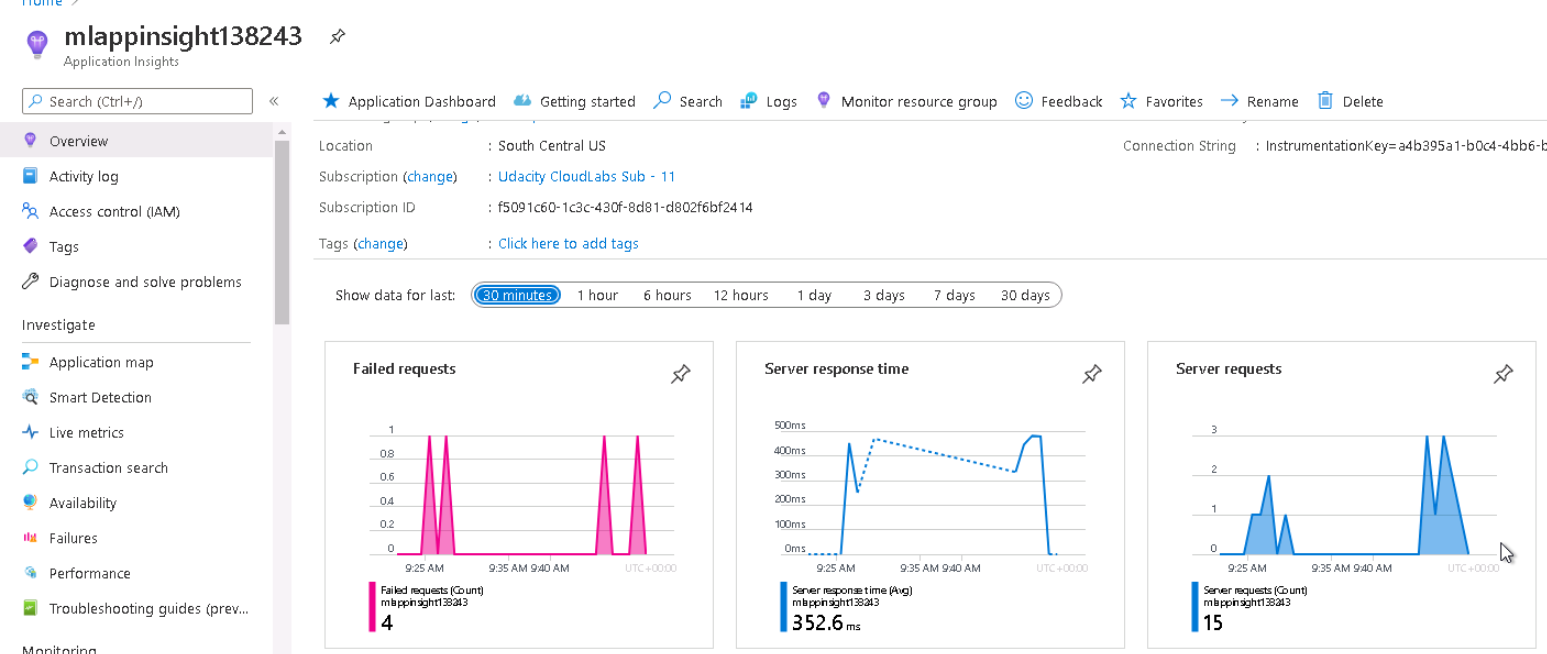 mlappinsight138243
Application Insights
Search (Ctrl+/)
«
Overview
Activity log
Access control (IAM)
Tags
Diagnose and solve problems
Investigate
Application map
Smart Detection
Live metrics
Transaction search
Availability
Failures
Performance
Troubleshooting guides (prev...
Monitoring
Application Dashboard Getting started Search Logs Monitor resource group Feedback Favorites Rename Delete
Location : South Central US
Connection String : InstrumentationKey=a4b395a1-b0c4-4bb6-b
Subscription (change) : Udacity CloudLabs Sub - 11
Subscription ID : f5091c60-1c3c-430f-8d81-d802f6bf2414
Tags (change) : Click here to add tags
Show data for last: 30 minutes 1 hour 6 hours 12 hours 1 day 3 days 7 days 30 days
Failed requests
1
0.8
0.6
0.4
0.2
0
9:25 AM 9:35 AM 9:40 AM UTC+00:00
Failed requests (Count)
mlappinsight138243
4
Server response time
500ms
400ms
300ms
200ms
100ms
0ms
9:25 AM 9:35 AM 9:40 AM UTC+00:00
Server response time (Avg)
mlappinsight138243
352.6 ms
Server requests
3
2
1
0
9:25 AM 9:35 AM 9:40 AM UTC+00:00
Server requests (Count)
mlappinsight138243
15